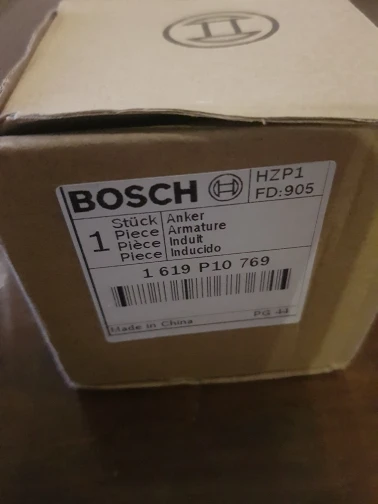 BOSCH
HZP1
FD:905
1
Stück Anker
Piece Armature
Pièce Induit
Piece Inducido
1 619 P10 769
Made in China
PG 44